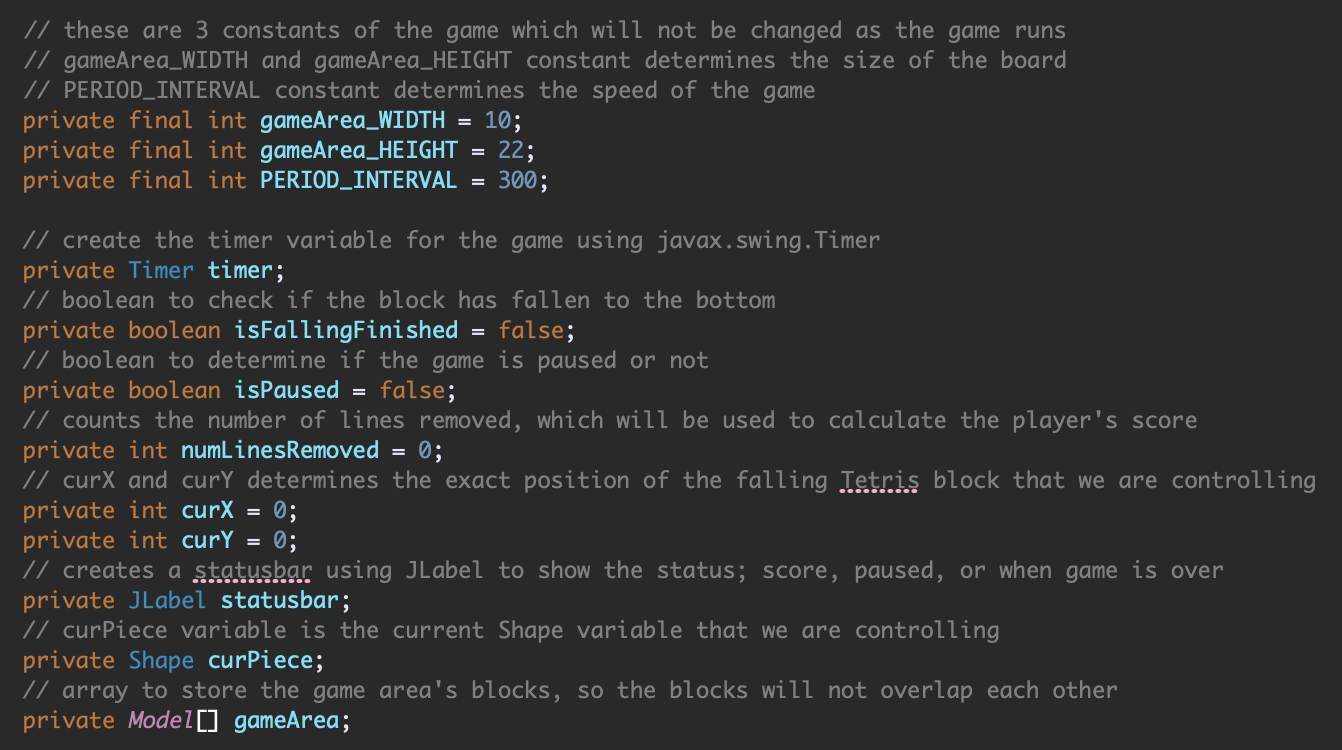 // these are 3 constants of the game which will not be changed as the game runs
// gameArea_WIDTH and gameArea_HEIGHT constant determines the size of the board
// PERIOD_INTERVAL constant determines the speed of the game
private final int gameArea_WIDTH = 10;
private final int gameArea_HEIGHT = 22;
private final int PERIOD_INTERVAL = 300;
// create the timer variable for the game using javax.swing.Timer
private Timer timer;
// boolean to check if the block has fallen to the bottom
private boolean isFallingFinished = false;
// boolean to determine if the game is paused or not
private boolean isPaused = false;
// counts the number of lines removed, which will be used to calculate the player's score
private int numLinesRemoved = 0;
// curX and curY determines the exact position of the falling Tetris block that we are controlling
private int curX = 0;
private int curY = 0;
// creates a statusbar using JLabel to show the status; score, paused, or when game is over
private JLabel statusbar;
// curPiece variable is the current Shape variable that we are controlling
private Shape curPiece;
// array to store the game area's blocks, so the blocks will not overlap each other
private Model[] gameArea;